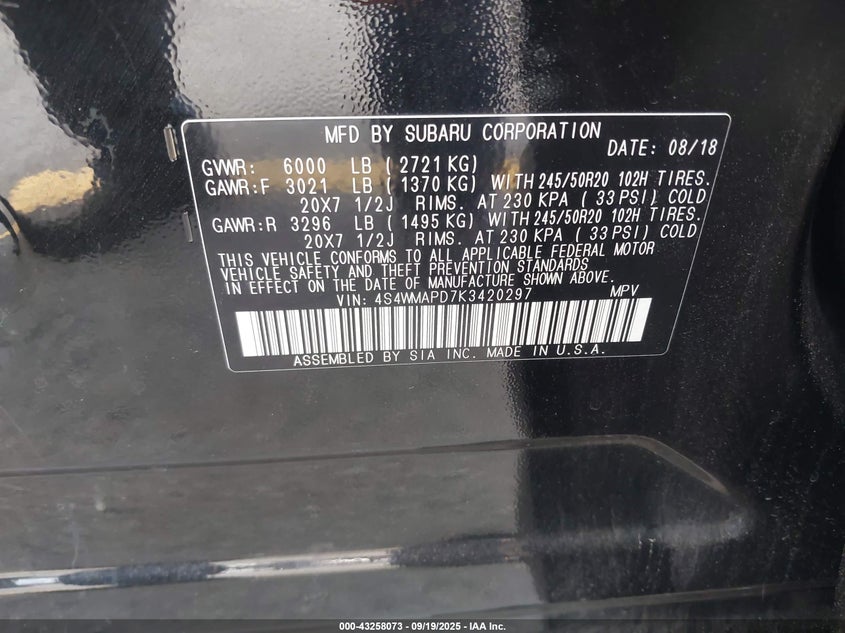 MFD BY SUBARU CORPORATION
DATE: 08/18
GVWR: 6000 LB (2721 KG)
GAWR:F 3021 LB (1370 KG) WITH 245/50R20 102H TIRES.
20X7 1/2J RIMS. AT 230 KPA (33 PSI) COLD
GAWR:R 3296 LB (1495 KG) WITH 245/50R20 102H TIRES.
20X7 1/2J RIMS. AT 230 KPA (33 PSI) COLD
THIS VEHICLE CONFORMS TO ALL APPLICABLE FEDERAL MOTOR
VEHICLE SAFETY AND THEFT PREVENTION STANDARDS
IN EFFECT ON THE DATE OF MANUFACTURE SHOWN ABOVE.
VIN: 4S4WMAPD7K3420297 MPV
ASSEMBLED BY SIA INC. MADE IN U.S.A.
000-43258073 - 09/19/2025 - IAA Inc.